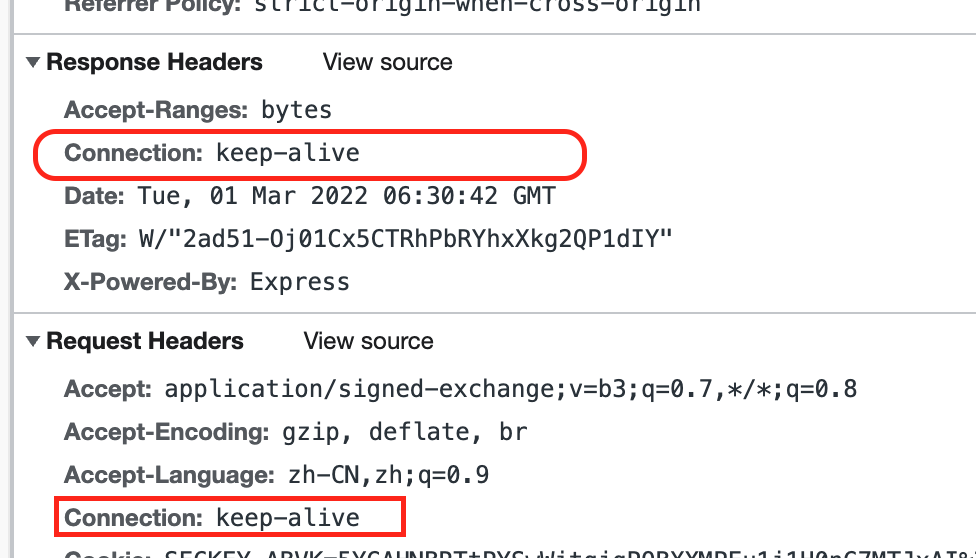 Referrer Policy: strict-origin-when-cross-origin
Response Headers View source
Accept-Ranges: bytes
Connection: keep-alive
Date: Tue, 01 Mar 2022 06:30:42 GMT
ETag: W/"2ad51-Oj01Cx5CTRhPbRYhxXkg2QP1dIY"
X-Powered-By: Express
Request Headers View source
Accept: application/signed-exchange;v=b3;q=0.7,*/*;q=0.8
Accept-Encoding: gzip, deflate, br
Accept-Language: zh-CN,zh;q=0.9
Connection: keep-alive